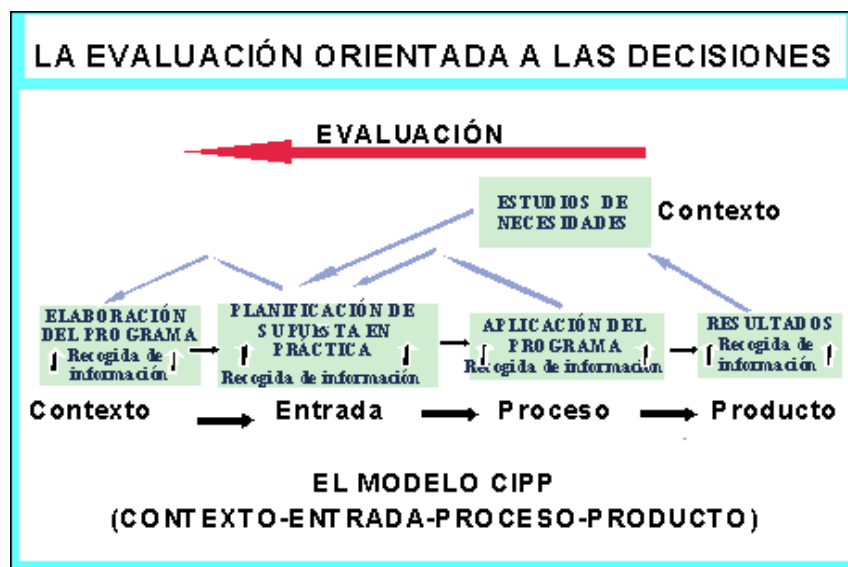 LA EVALUACIÓN ORIENTADA A LAS DECISIONES
EVALUACIÓN
ESTUDIOS DE
NECESIDADES
Contexto
ELABORACIÓN
DEL PROGRAMA
Recogida de
información
PLANIFICACIÓN DE
SU PUESTA EN
PRÁCTICA
Recogida de información
APLICACIÓN DEL
PROGRAMA
Recogida de información
RESULTADOS
Recogida de
información
Contexto
Entrada
Proceso
Producto
EL MODELO CIPP
(CONTEXTO-ENTRADA-PROCESO-PRODUCTO)